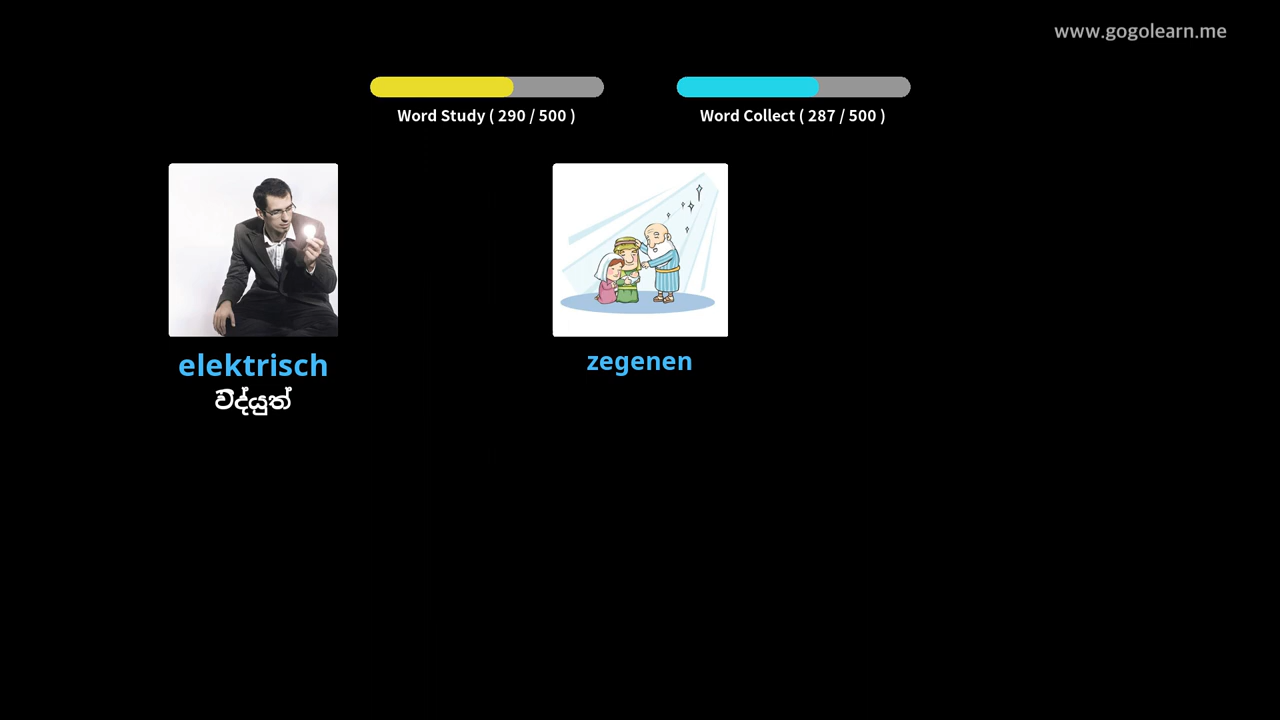 www.gogolearn.me
Word Study ( 290 / 500 )
Word Collect ( 287 / 500 )
elektrisch
විද්යුත්
zegenen